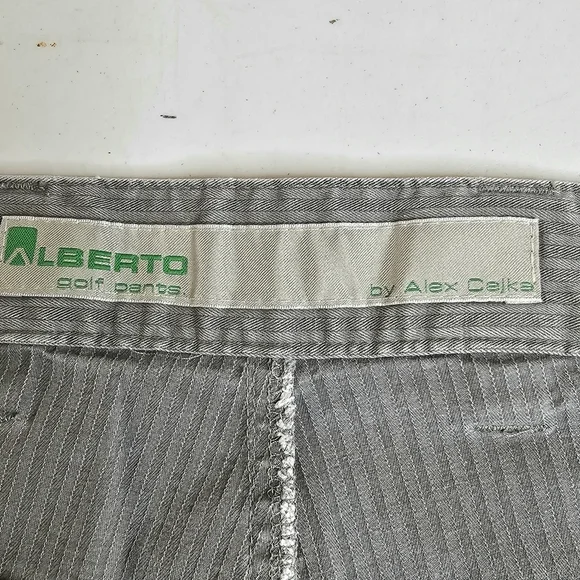 ALBERTO
golf pants.
by Alex Cejka